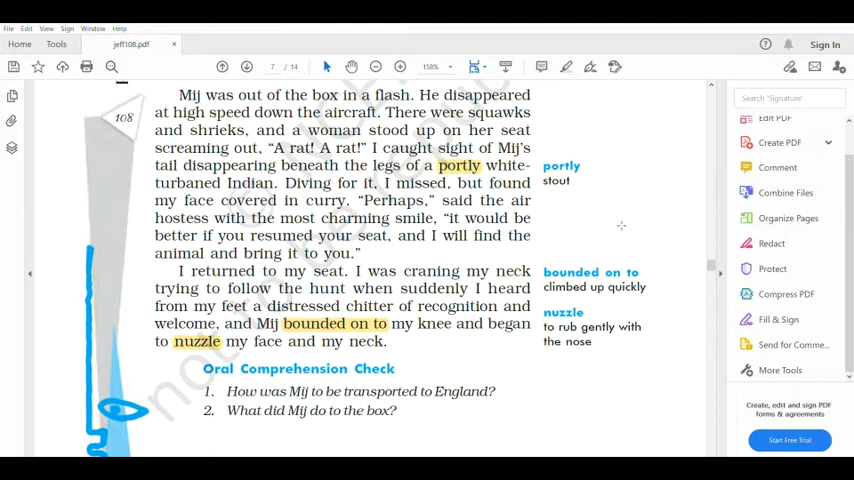 File Edit View Sign Window Help
Home Tools jeff108.pdf × Sign In
7 / 14 158%
108
Mij was out of the box in a flash. He disappeared
at high speed down the aircraft. There were squawks
and shrieks, and a woman stood up on her seat
screaming out, “A rat! A rat!” I caught sight of Mij’s
tail disappearing beneath the legs of a portly white-
turbaned Indian. Diving for it, I missed, but found
my face covered in curry. “Perhaps,” said the air
hostess with the most charming smile, “it would be
better if you resumed your seat, and I will find the
animal and bring it to you.”
I returned to my seat. I was craning my neck
trying to follow the hunt when suddenly I heard
from my feet a distressed chitter of recognition and
welcome, and Mij bounded on to my knee and began
to nuzzle my face and my neck.
Oral Comprehension Check
1. How was Mij to be transported to England?
2. What did Mij do to the box?
portly
stout
bounded on to
climbed up quickly
nuzzle
to rub gently with
the nose
not to be republ
© NC
Search 'Signature'
Edit PDF
Create PDF
Comment
Combine Files
Organize Pages
Redact
Protect
Compress PDF
Fill & Sign
Send for Comme...
More Tools
Create, edit and sign PDF
forms & agreements
Start Free Trial